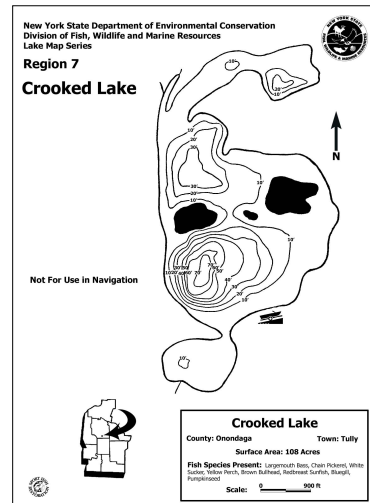 New York State Department of Environmental Conservation
Division of Fish, Wildlife and Marine Resources
Lake Map Series
Region 7
Crooked Lake
N
10'
20'
10'
10'
20'
30'
30'
20'
10'
10'
10'
40'
30'
20'
10'
70'
Not For Use in Navigation
10'
Crooked Lake
County: Onondaga Town: Tully
Surface Area: 108 Acres
Fish Species Present: Largemouth Bass, Chain Pickerel, White
Sucker, Yellow Perch, Brown Bullhead, Redbreast Sunfish, Bluegill,
Pumpkinseed
Scale: 0 900 ft